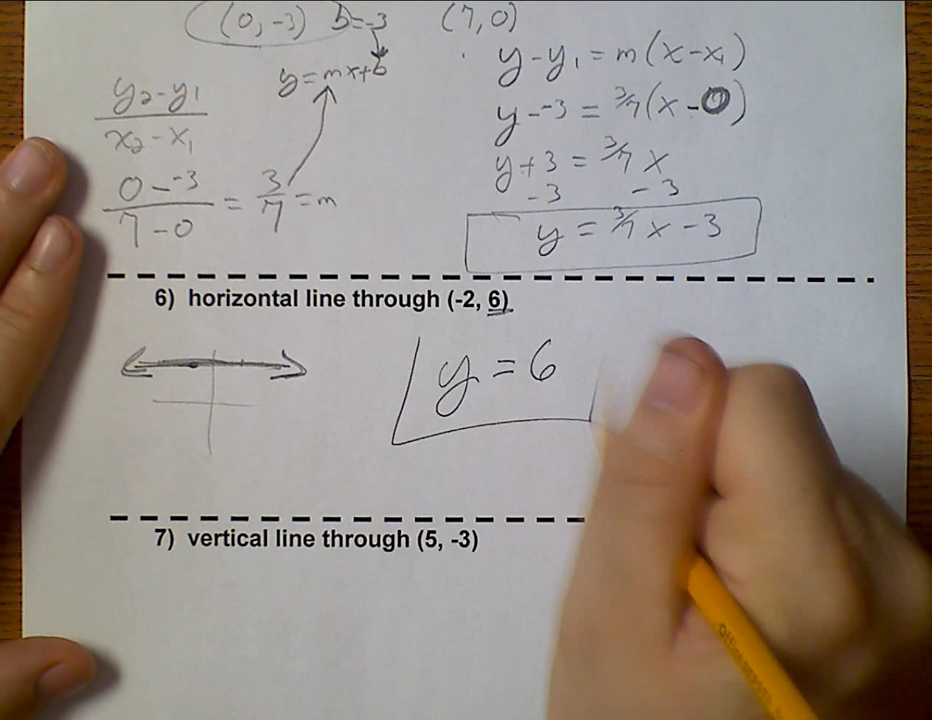 (0, -3) b=-3 (7, 0)
y=mx+b
y2-y1
x2-x1
0--3
7-0
= 3/7 = m
y-y1 = m(x-x1)
y--3 = 3/7(x-0)
y+3 = 3/7 x
-3 -3
y = 3/7 x -3
6) horizontal line through (-2, 6)
y = 6
7) vertical line through (5, -3)